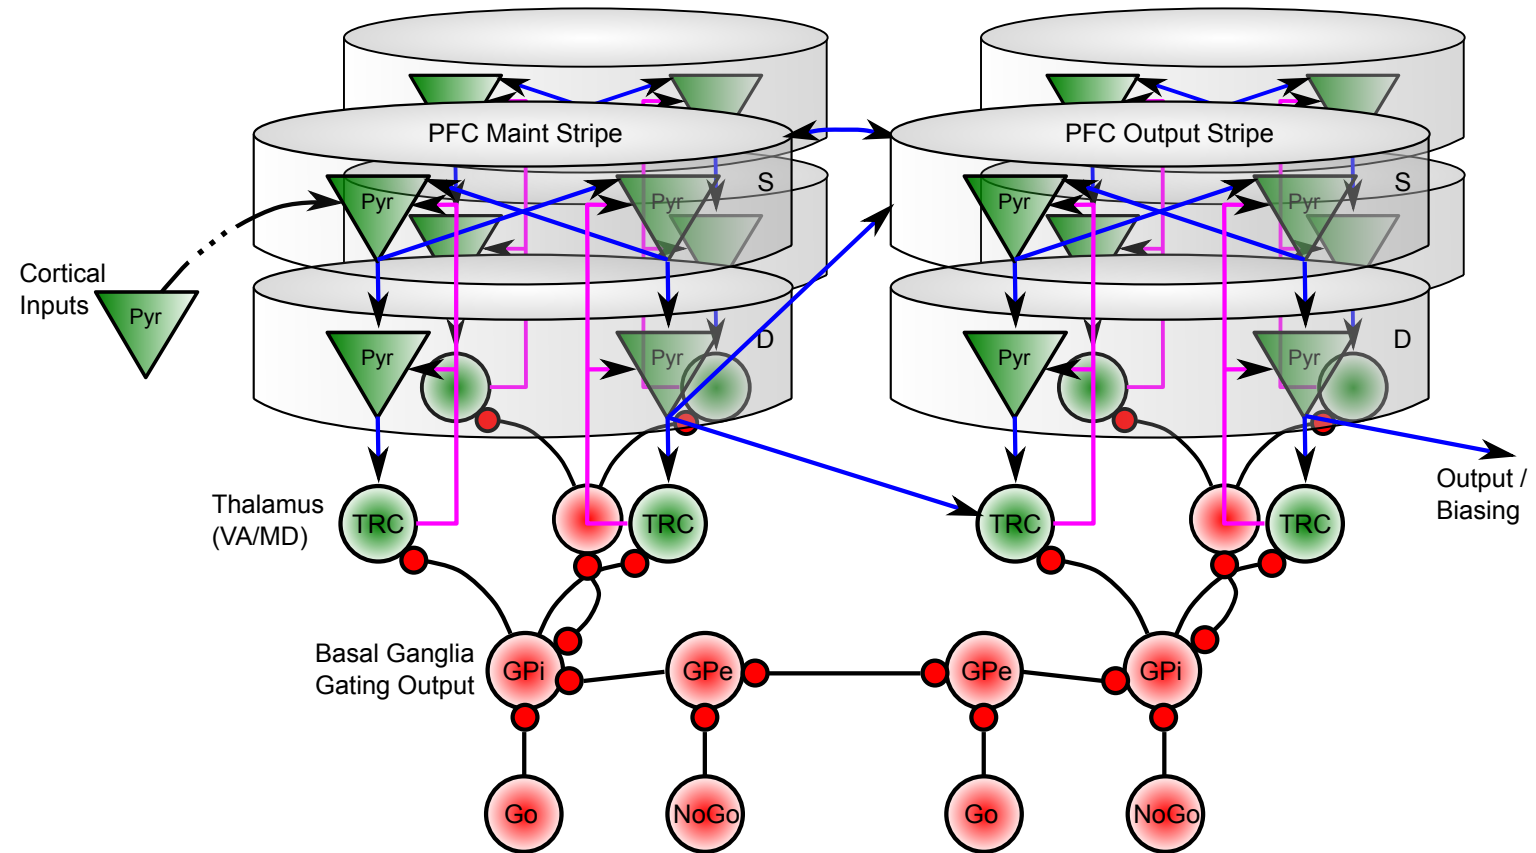 PFC Maint Stripe
PFC Output Stripe
Pyr
Pyr
S
Pyr
Pyr
S
Cortical
Inputs
Pyr
Pyr
Pyr
D
Pyr
Pyr
D
Output /
Biasing
Thalamus
(VA/MD)
TRC
TRC
TRC
TRC
Basal Ganglia
Gating Output
GPi
GPe
GPe
GPi
Go
NoGo
Go
NoGo